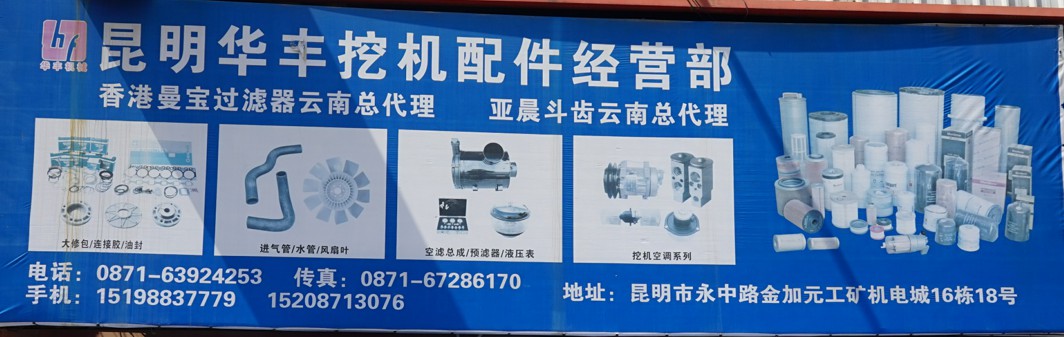 hf
华丰机械
昆明华丰挖机配件经营部
香港曼宝过滤器云南总代理 亚晨斗齿云南总代理
大修包/连接胶/油封
进气管/水管/风扇叶
空滤总成/预滤器/液压表
挖机空调系列
电话：0871-63924253 传真：0871-67286170
手机：15198837779 15208713076
地址：昆明市永中路金加元工矿机电城16栋18号